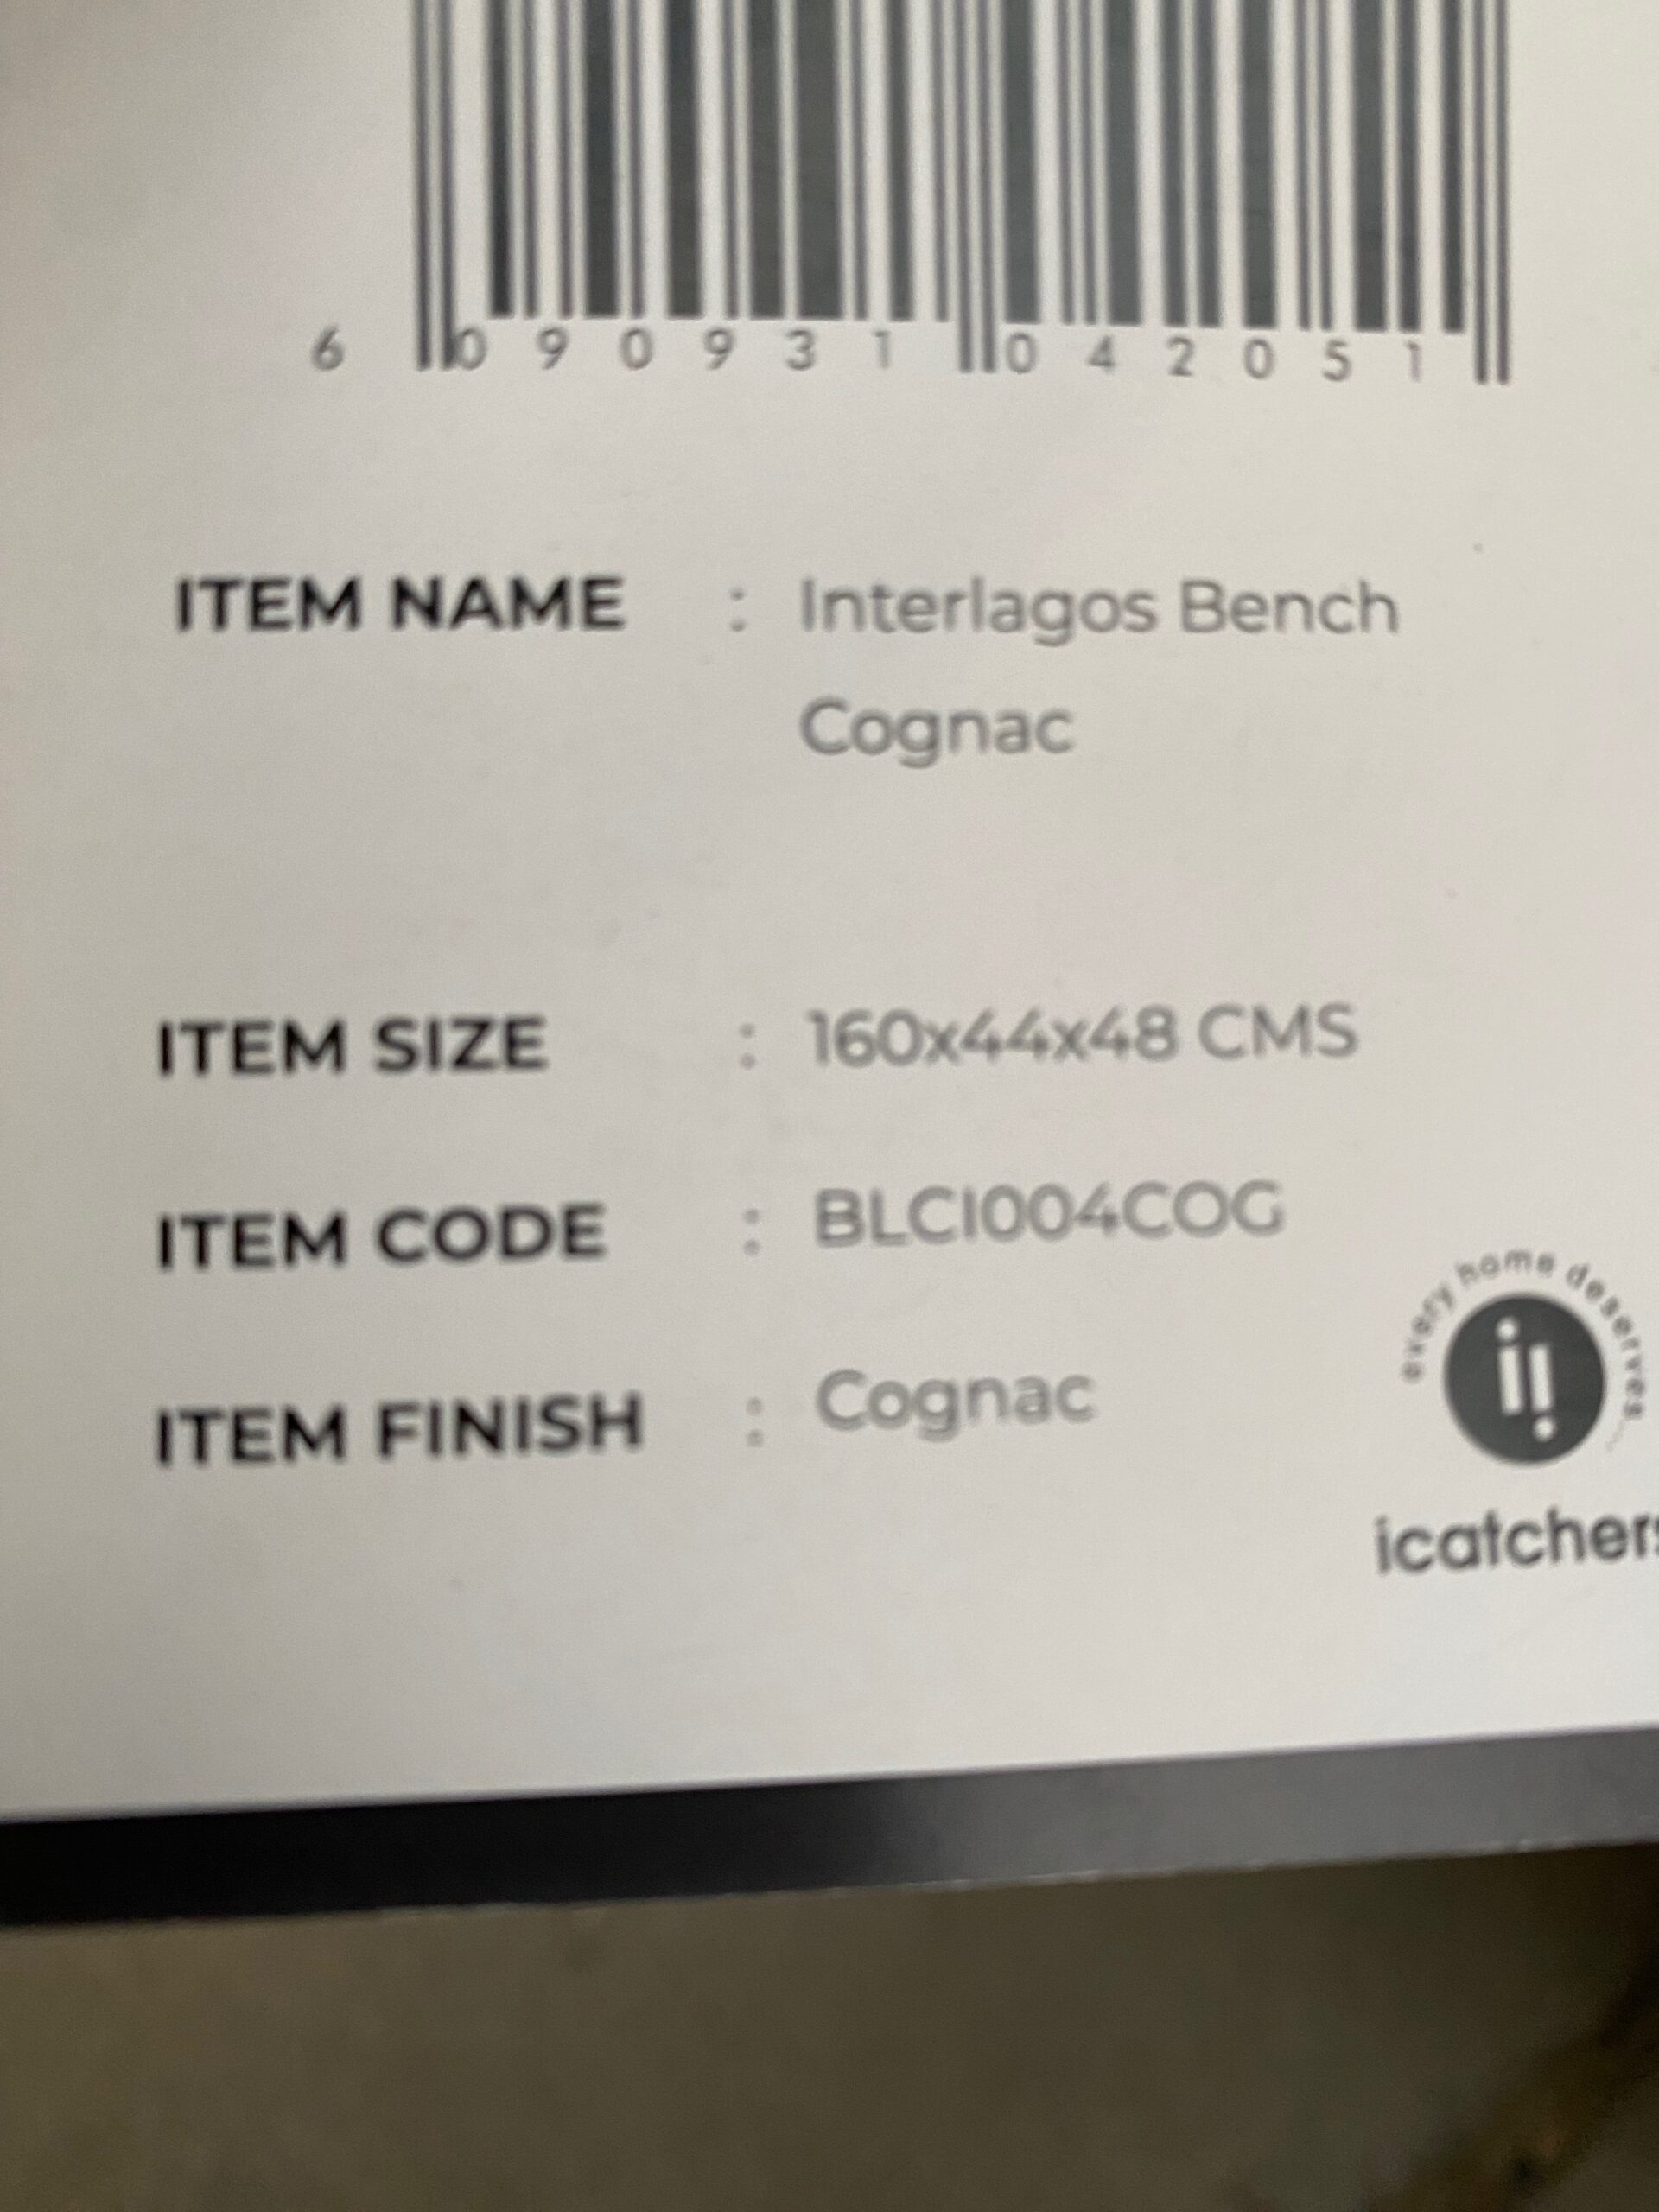 6 090931 042051
ITEM NAME : Interlagos Bench
Cognac
ITEM SIZE : 160x44x48 CMS
ITEM CODE : BLCI004COG
ITEM FINISH : Cognac
every home deserves...
icatchers